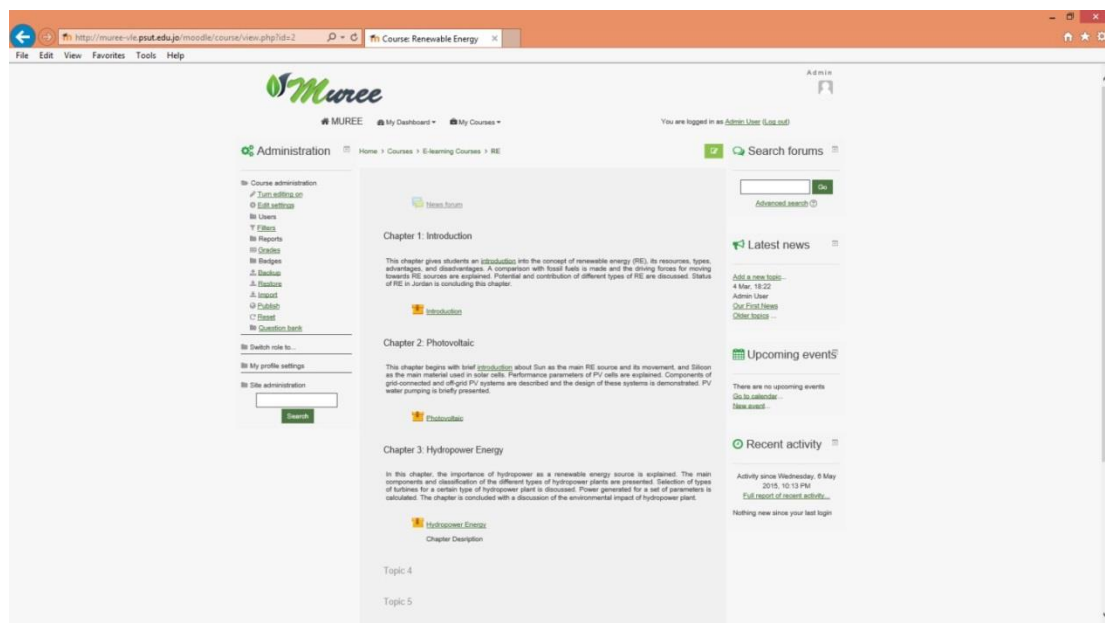 http://muree-vle.psut.edu.jo/moodle/course/view.php?id=2
Course: Renewable Energy
File Edit View Favorites Tools Help
Muree
Admin
MUREE My Dashboard My Courses
You are logged in as Admin User (Log out)
Administration
Course administration
Turn editing on
Edit settings
Users
Filters
Reports
Grades
Badges
Backup
Restore
Import
Publish
Reset
Question bank
Switch role to...
My profile settings
Site administration
Search
Home › Courses › E-learning Courses › RE
News forum
Chapter 1: Introduction
This chapter gives students an introduction into the concept of renewable energy (RE), its resources, types,
advantages, and disadvantages. A comparison with fossil fuels is made and the driving forces for moving
towards RE sources are explained. Potential and contribution of different types of RE are discussed. Status
of RE in Jordan is concluding this chapter.
Introduction
Chapter 2: Photovoltaic
This chapter begins with brief introduction about Sun as the main RE source and its movement, and Silicon
as the main material used in solar cells. Performance parameters of PV cells are explained. Components of
grid-connected and off-grid PV systems are described and the design of these systems is demonstrated. PV
water pumping is briefly presented.
Photovoltaic
Chapter 3: Hydropower Energy
In this chapter, the importance of hydropower as a renewable energy source is explained. The main
components and classification of the different types of hydropower plants are presented. Selection of types
of turbines for a certain type of hydropower plant is discussed. Power generated for a set of parameters is
calculated. The chapter is concluded with a discussion of the environmental impact of hydropower plant.
Hydropower Energy
Chapter Desription
Topic 4
Topic 5
Search forums
Go
Advanced search
Latest news
Add a new topic...
4 Mar, 18:22
Admin User
Our First News
Older topics ...
Upcoming events
There are no upcoming events
Go to calendar...
New event...
Recent activity
Activity since Wednesday, 6 May
2015, 10:13 PM
Full report of recent activity...
Nothing new since your last login